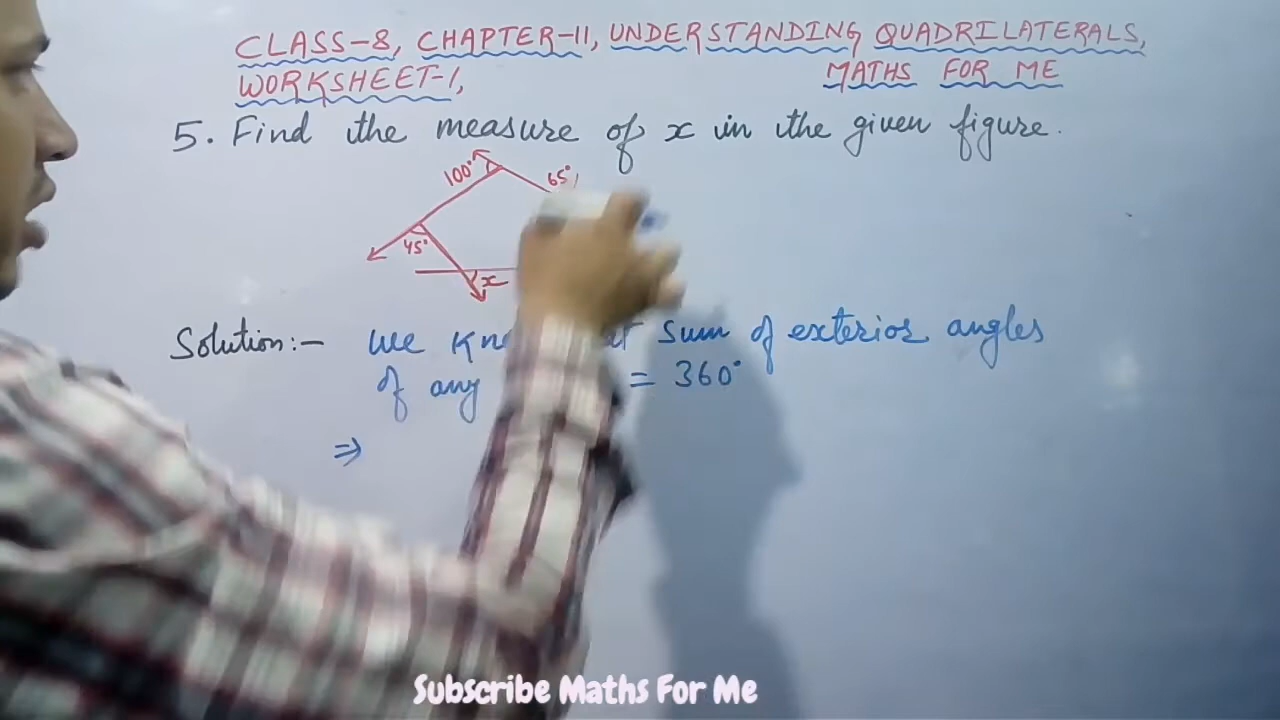 CLASS-8, CHAPTER-11, UNDERSTANDING QUADRILATERALS,
WORKSHEET-1, MATHS FOR ME
5. Find the measure of x in the given figure.
100°
65°
45°
x
Solution:- We sum of exterior angles
of any = 360°
⇒
Subscribe Maths For Me